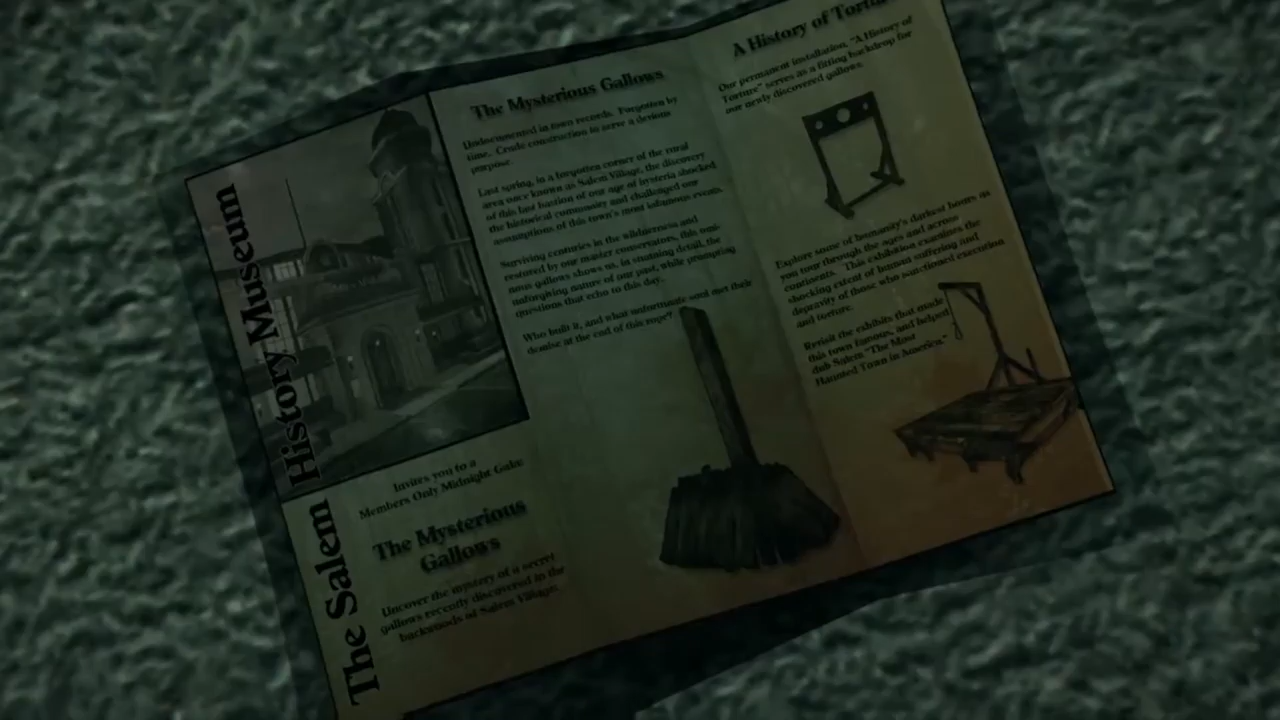 The Salem History Museum
Invites you to a
Members Only Midnight Gala:
The Mysterious
Gallows
Uncover the mystery of a secret
gallows recently discovered in the
backwoods of Salem Village.
The Mysterious Gallows
Undocumented in town records. Forgotten by
time. Crude construction to serve a devious
purpose.
Last spring, in a forgotten corner of the rural
area once known as Salem Village, the discovery
of this last bastion of our age of hysteria shocked
the historical community and challenged our
assumptions of this town's most infamous events.
Surviving centuries in the wilderness and
restored by our master conservators, this omi-
nous gallows shows us, in stunning detail, the
unforgiving nature of our past, while prompting
questions that echo to this day.
Who built it, and what unfortunate soul met their
demise at the end of this rope?
A History of Torture
Our permanent installation, "A History of
Torture" serves as a fitting backdrop for
our newly discovered gallows.
Explore some of humanity's darkest hours as
you tour through the ages and across
continents. This exhibition examines the
shocking extent of human suffering and
depravity of those who sanctioned execution
and torture.
Revisit the exhibits that made
this town famous, and helped
dub Salem "The Most
Haunted Town in America."